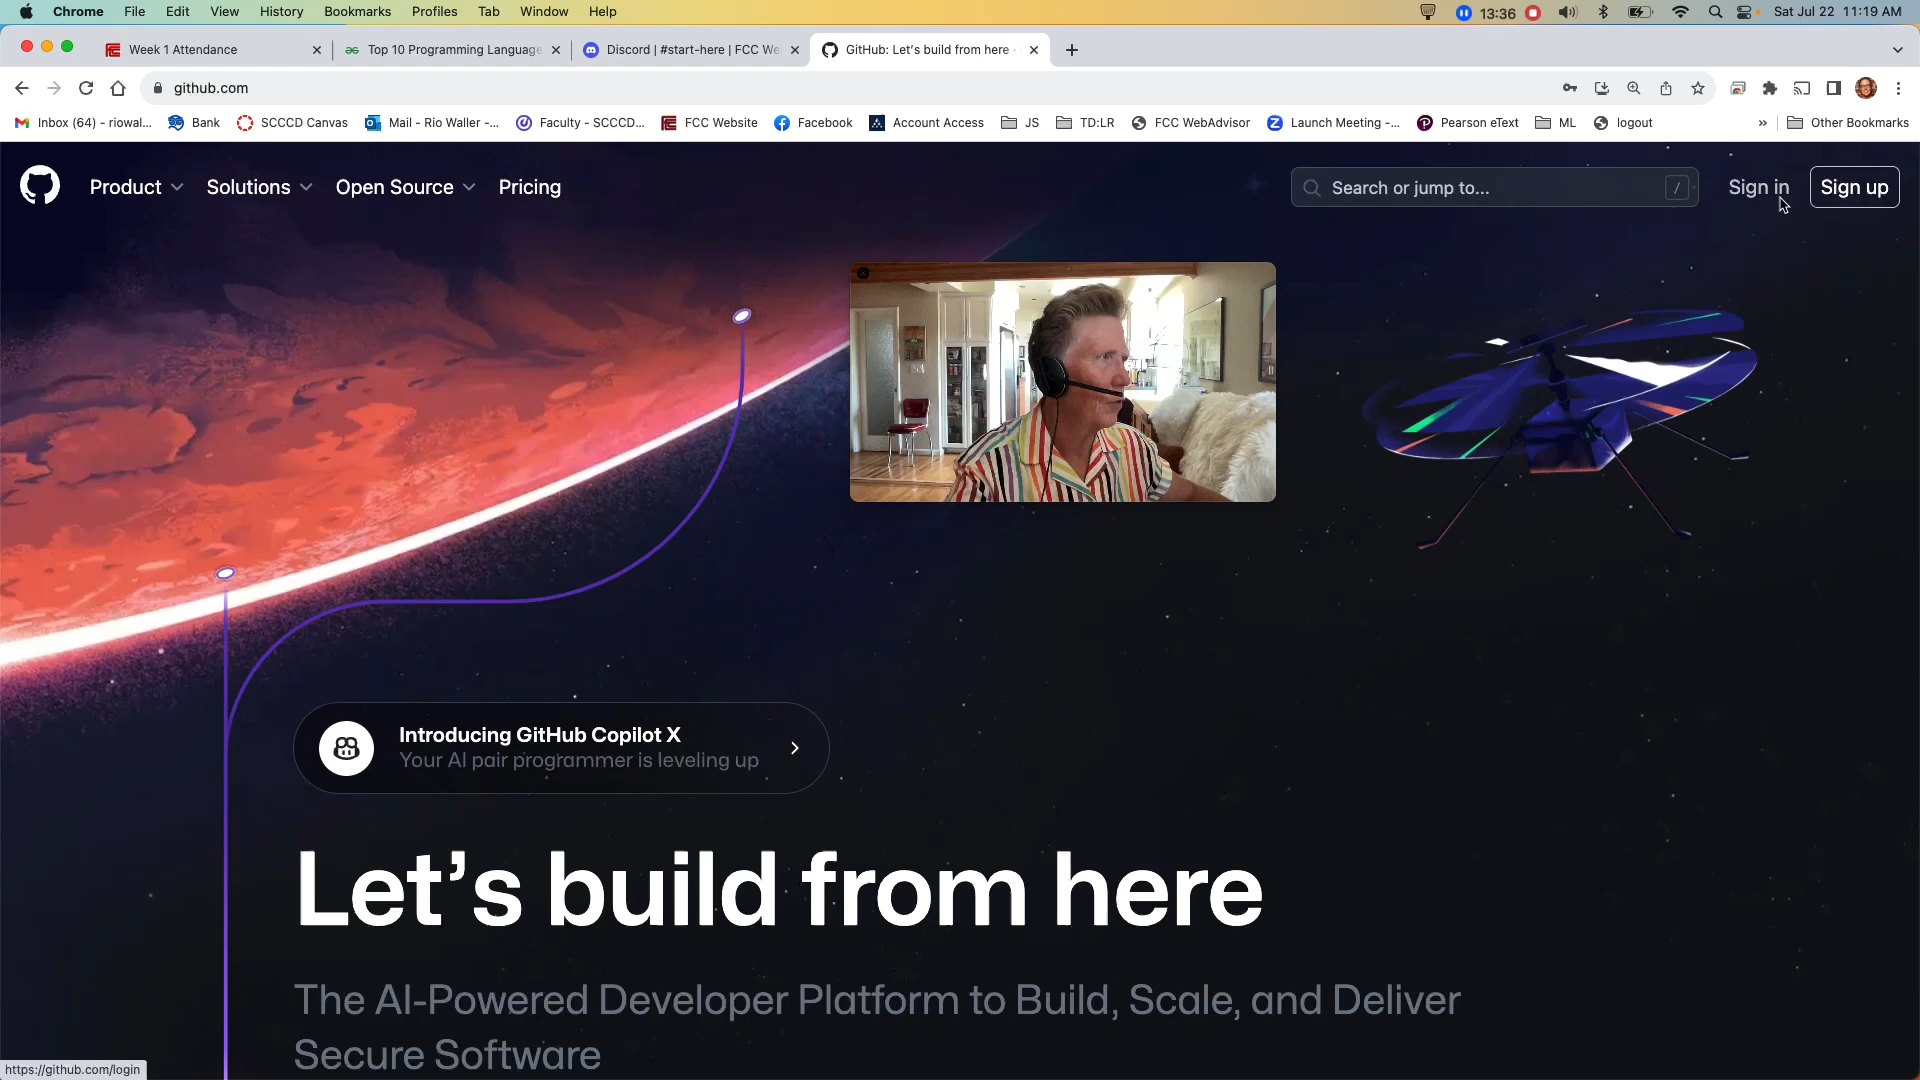 Chrome File Edit View History Bookmarks Profiles Tab Window Help 13:36 Sat Jul 22 11:19 AM
Week 1 Attendance Top 10 Programming Language Discord | #start-here | FCC We GitHub: Let's build from here ·
github.com
Inbox (64) - riowal... Bank SCCCD Canvas Mail - Rio Waller -... Faculty - SCCCD... FCC Website Facebook Account Access JS TD:LR FCC WebAdvisor Launch Meeting -... Pearson eText ML logout » Other Bookmarks
Product Solutions Open Source Pricing Search or jump to... / Sign in Sign up
Introducing GitHub Copilot X
Your AI pair programmer is leveling up
Let's build from here
The AI-Powered Developer Platform to Build, Scale, and Deliver
Secure Software
https://github.com/login